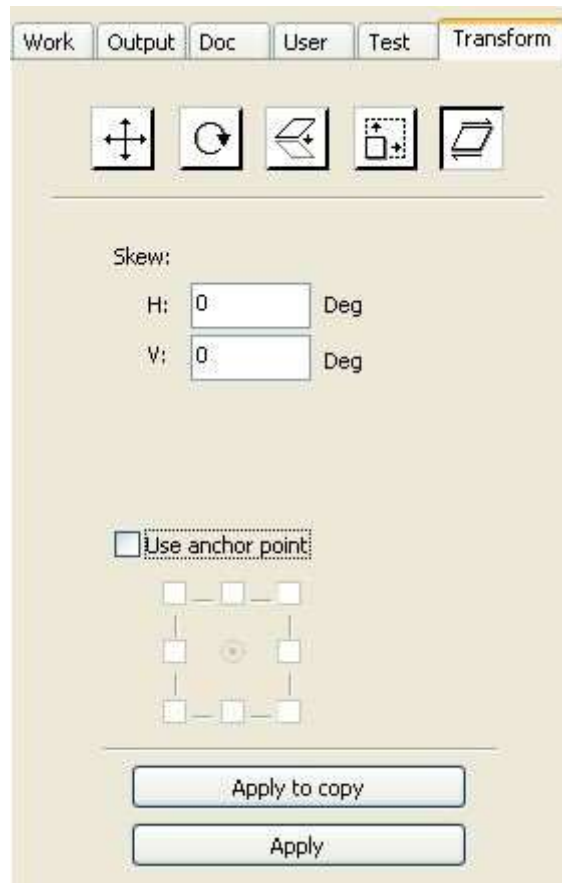 Work Output Doc User Test Transform
Skew:
H: 0 Deg
V: 0 Deg
Use anchor point
Apply to copy
Apply